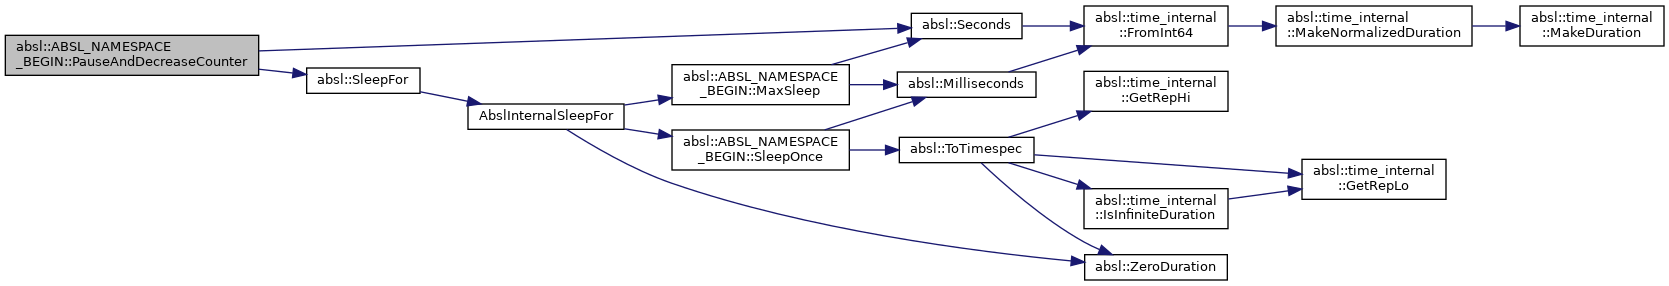 absl::ABSL_NAMESPACE
_BEGIN::PauseAndDecreaseCounter
absl::SleepFor
AbslInternalSleepFor
absl::ABSL_NAMESPACE
_BEGIN::MaxSleep
absl::ABSL_NAMESPACE
_BEGIN::SleepOnce
absl::Seconds
absl::Milliseconds
absl::ToTimespec
absl::time_internal
::FromInt64
absl::time_internal
::GetRepHi
absl::time_internal
::IsInfiniteDuration
absl::ZeroDuration
absl::time_internal
::MakeNormalizedDuration
absl::time_internal
::GetRepLo
absl::time_internal
::MakeDuration